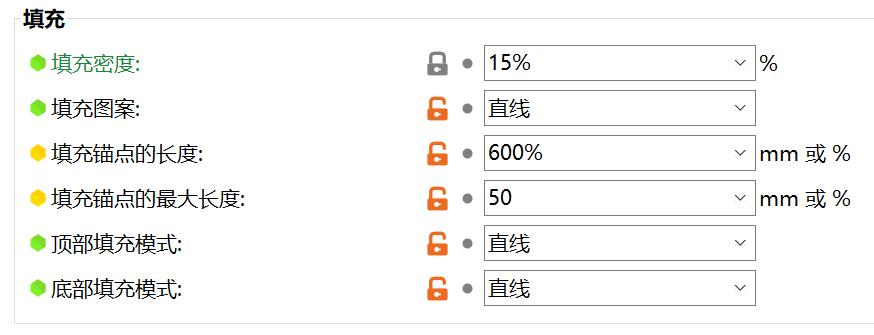 填充
填充密度: 15% %
填充图案: 直线
填充锚点的长度: 600% mm 或 %
填充锚点的最大长度: 50 mm 或 %
顶部填充模式: 直线
底部填充模式: 直线